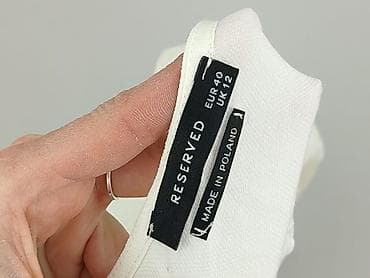 RESERVED
EUR 40
UK 12
MADE IN POLAND